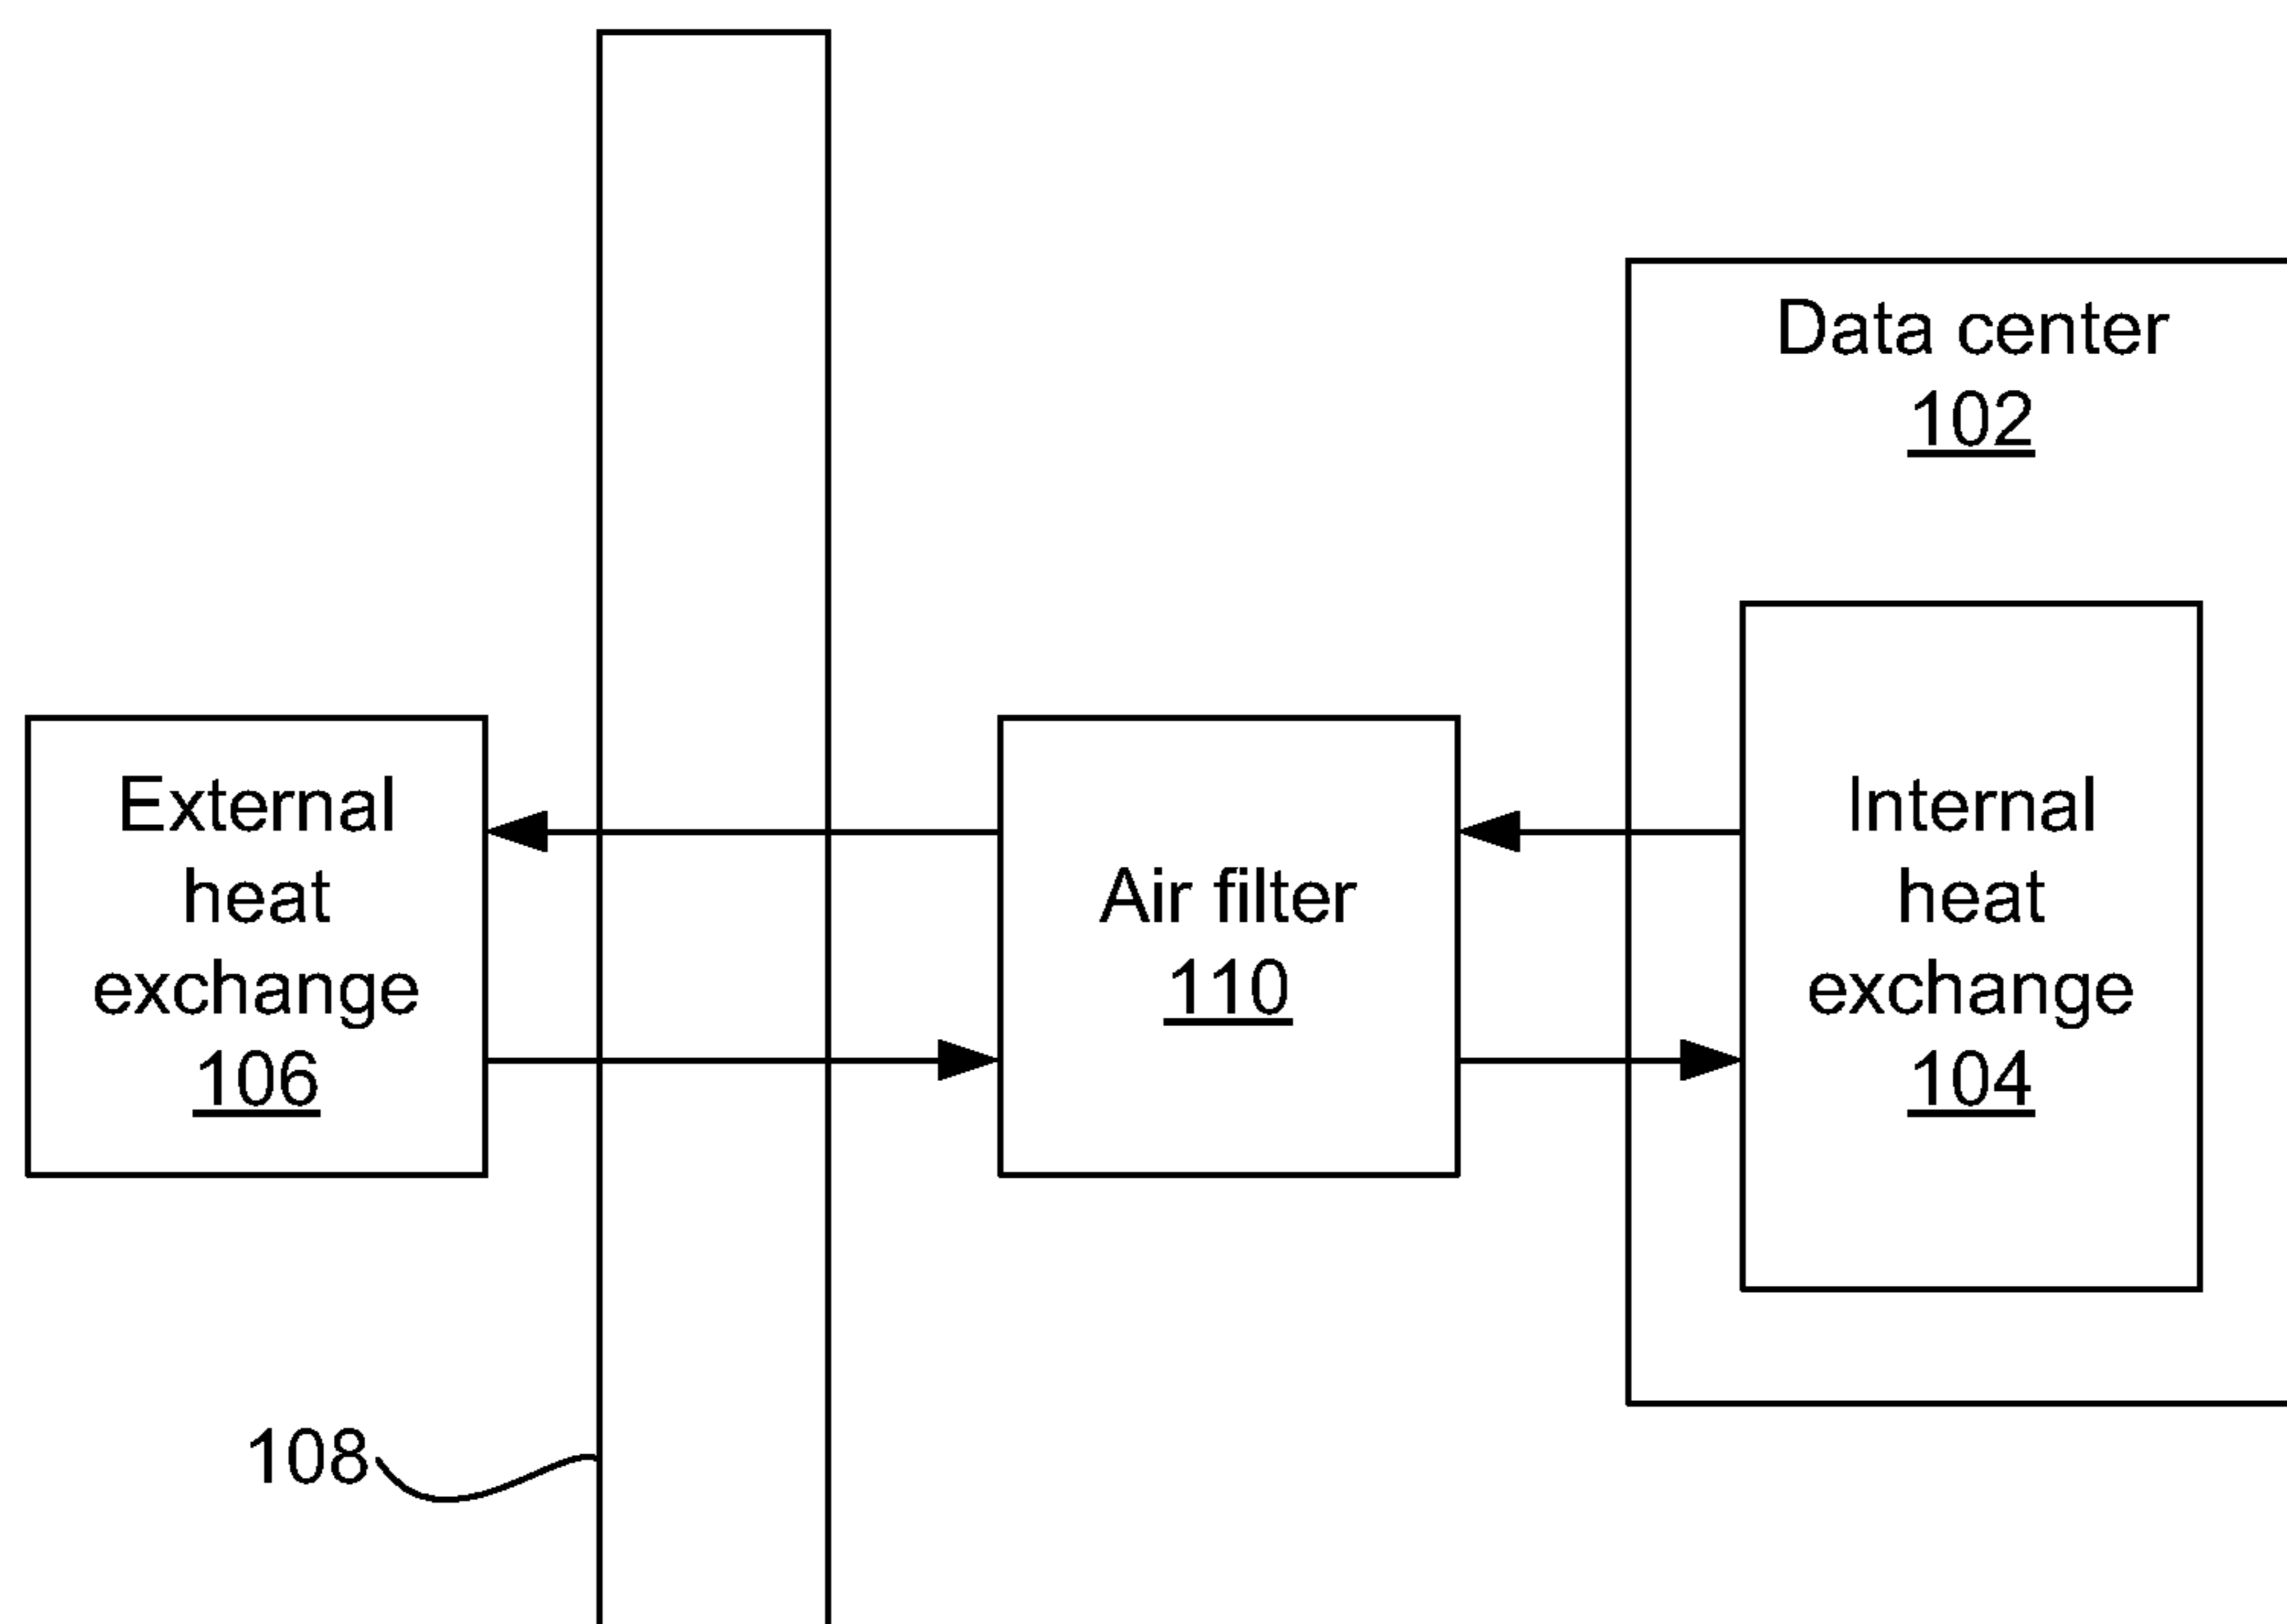 Data center
102
External
heat
exchange
106
Air filter
110
Internal
heat
exchange
104
108